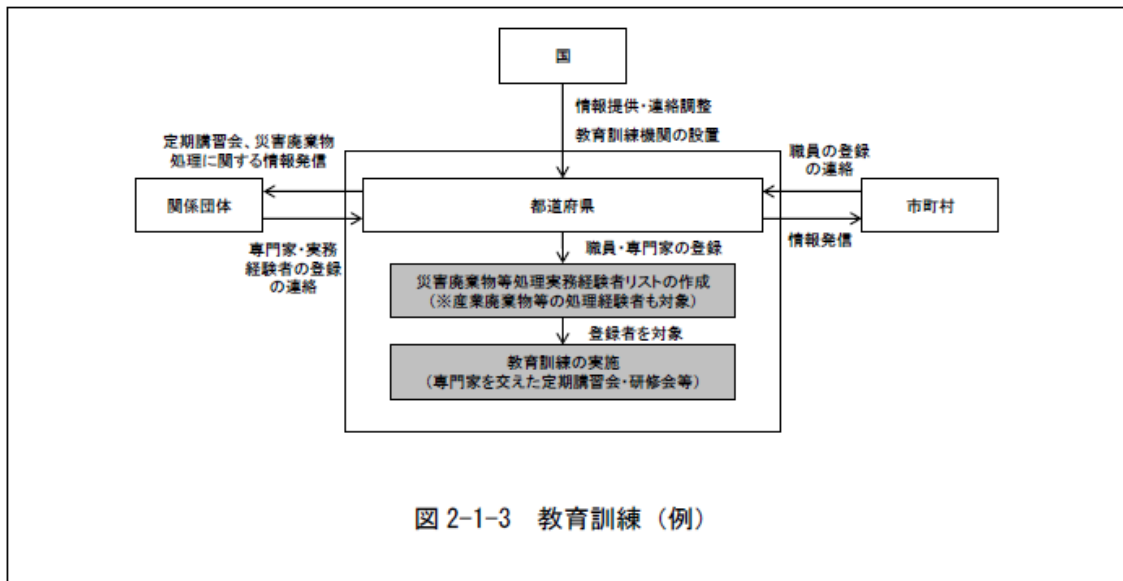 国
情報提供・連絡調整
教育訓練機関の設置
定期講習会、災害廃棄物
処理に関する情報発信
職員の登録
の連絡
関係団体
都道府県
市町村
専門家・実務
経験者の登録
の連絡
情報発信
職員・専門家の登録
災害廃棄物等処理実務経験者リストの作成
(※産業廃棄物等の処理経験者も対象)
登録者を対象
教育訓練の実施
(専門家を交えた定期講習会・研修会等)
図 2-1-3 教育訓練（例）